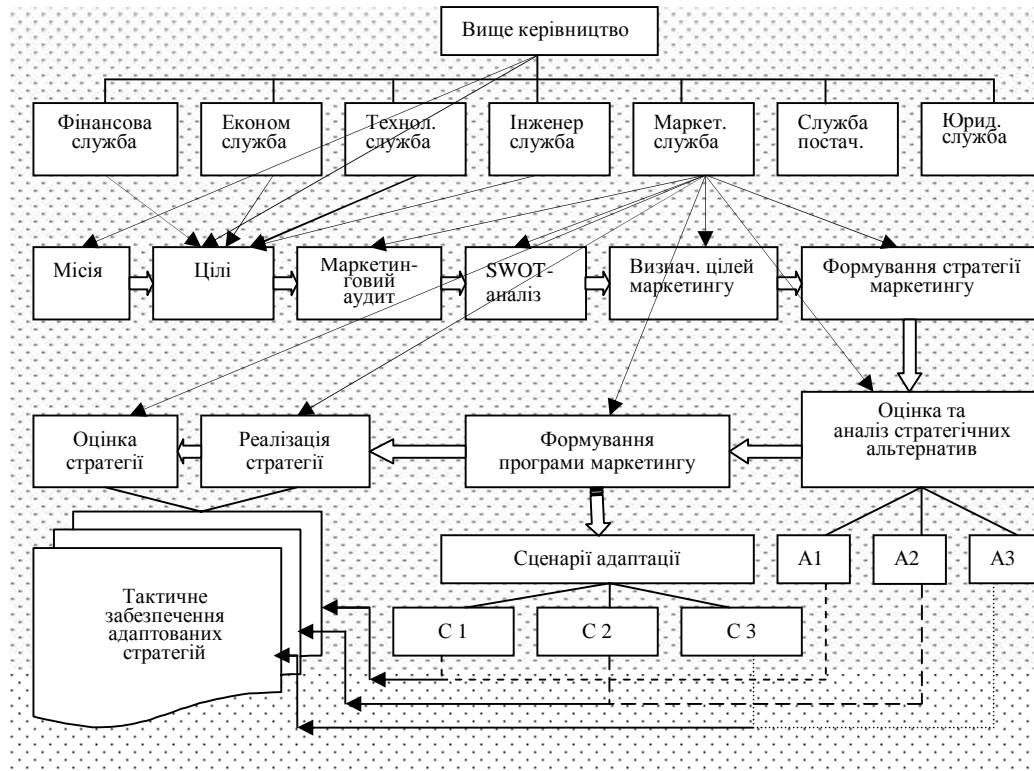 Вище керівництво
Фінансова
служба
Економ
служба
Технол.
служба
Інженер
служба
Маркет.
служба
Служба
постач.
Юрид.
служба
Місія
Цілі
Маркетин-
говий
аудит
SWOT-
аналіз
Визнач. цілей
маркетингу
Формування стратегії
маркетингу
Оцінка
стратегії
Реалізація
стратегії
Формування
програми маркетингу
Оцінка та
аналіз стратегічних
альтернатив
Сценарії адаптації
А1
А2
А3
С 1
С 2
С 3
Тактичне
забезпечення
адаптованих
стратегій